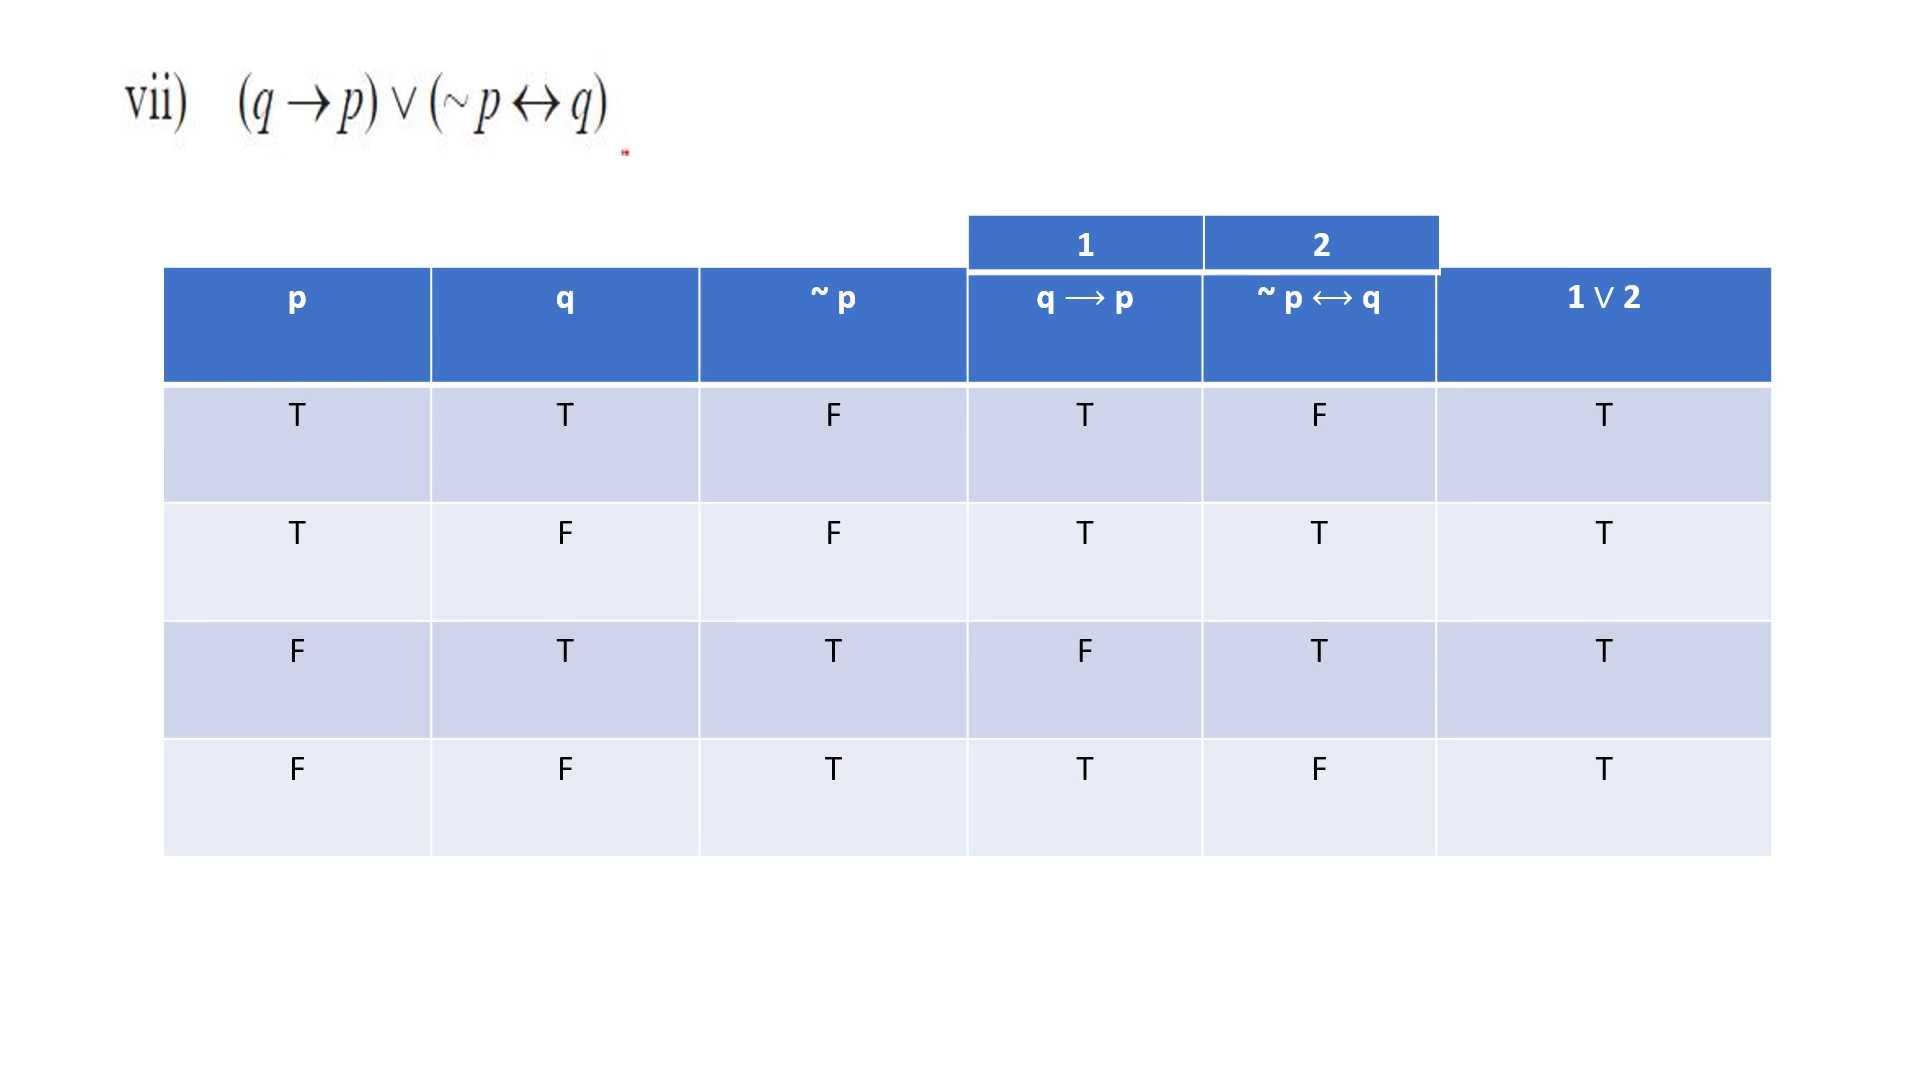 vii) (q → p) ∨ (~ p ↔ q)
1 2
p q ~ p q ⟶ p ~ p ⟷ q 1 ∨ 2
T T F T F T
T F F T T T
F T T F T T
F F T T F T